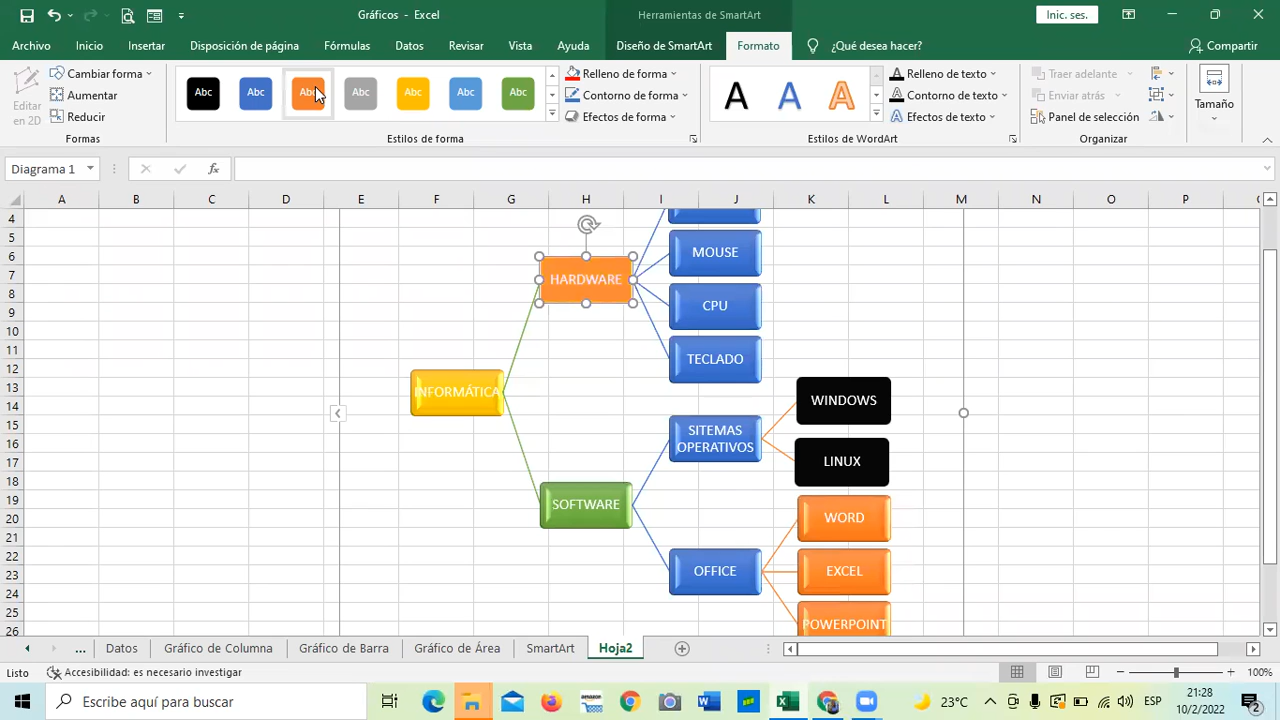 Gráficos - Excel
Herramientas de SmartArt
Inic. ses.
Archivo Inicio Insertar Disposición de página Fórmulas Datos Revisar Vista Ayuda Diseño de SmartArt Formato ¿Qué desea hacer? Compartir
Editar en 2D
Cambiar forma
Aumentar
Reducir
Formas
Abc Abc Abc Abc Abc Abc Abc
Estilos de forma
Relleno de forma
Contorno de forma
Efectos de forma
A A A
Estilos de WordArt
Relleno de texto
Contorno de texto
Efectos de texto
Traer adelante
Enviar atrás
Panel de selección
Organizar
Tamaño
Diagrama 1
fx
A B C D E F G H I J K L M N O P
4
5
6
7
8
9
10
11
12
13
14
15
16
17
18
19
20
21
22
23
24
25
26
MOUSE
HARDWARE
CPU
TECLADO
INFORMÁTICA
WINDOWS
SITEMAS
OPERATIVOS
LINUX
SOFTWARE
WORD
OFFICE
EXCEL
POWERPOINT
... Datos Gráfico de Columna Gráfico de Barra Gráfico de Área SmartArt Hoja2
Listo Accesibilidad: es necesario investigar 100%
Escribe aquí para buscar
amazon
23°C
ESP
21:28
10/2/2022
2